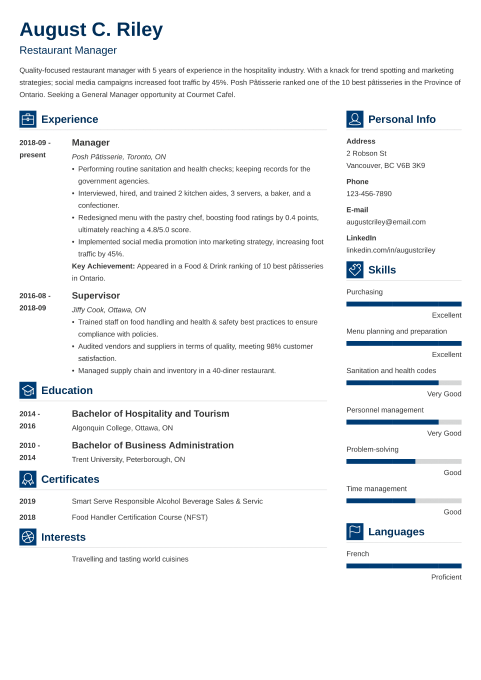 August C. Riley
Restaurant Manager
Quality-focused restaurant manager with 5 years of experience in the hospitality industry. With a knack for trend spotting and marketing
strategies; social media campaigns increased foot traffic by 45%. Posh Pâtisserie ranked one of the 10 best pâtisseries in the Province of
Ontario. Seeking a General Manager opportunity at Courmet Cafel.
Experience
2018-09 -
present
Manager
Posh Pâtisserie, Toronto, ON
• Performing routine sanitation and health checks; keeping records for the
government agencies.
• Interviewed, hired, and trained 2 kitchen aides, 3 servers, a baker, and a
confectioner.
• Redesigned menu with the pastry chef, boosting food ratings by 0.4 points,
ultimately reaching a 4.8/5.0 score.
• Implemented social media promotion into marketing strategy, increasing foot
traffic by 45%.
Key Achievement: Appeared in a Food & Drink ranking of 10 best pâtisseries
in Ontario.
2016-08 -
2018-09
Supervisor
Jiffy Cook, Ottawa, ON
• Trained staff on food handling and health & safety best practices to ensure
compliance with policies.
• Audited vendors and suppliers in terms of quality, meeting 98% customer
satisfaction.
• Managed supply chain and inventory in a 40-diner restaurant.
Education
2014 -
2016
Bachelor of Hospitality and Tourism
Algonquin College, Ottawa, ON
2010 -
2014
Bachelor of Business Administration
Trent University, Peterborough, ON
Certificates
2019 Smart Serve Responsible Alcohol Beverage Sales & Servic
2018 Food Handler Certification Course (NFST)
Interests
Travelling and tasting world cuisines
Personal Info
Address
2 Robson St
Vancouver, BC V6B 3K9
Phone
123-456-7890
E-mail
augustcriley@email.com
LinkedIn
linkedin.com/in/augustcriley
Skills
Purchasing
Excellent
Menu planning and preparation
Excellent
Sanitation and health codes
Very Good
Personnel management
Very Good
Problem-solving
Good
Time management
Good
Languages
French
Proficient